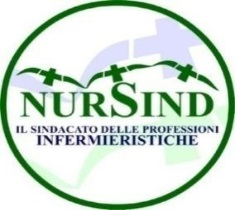 NURSIND
IL SINDACATO DELLE PROFESSIONI
INFERMIERISTICHE